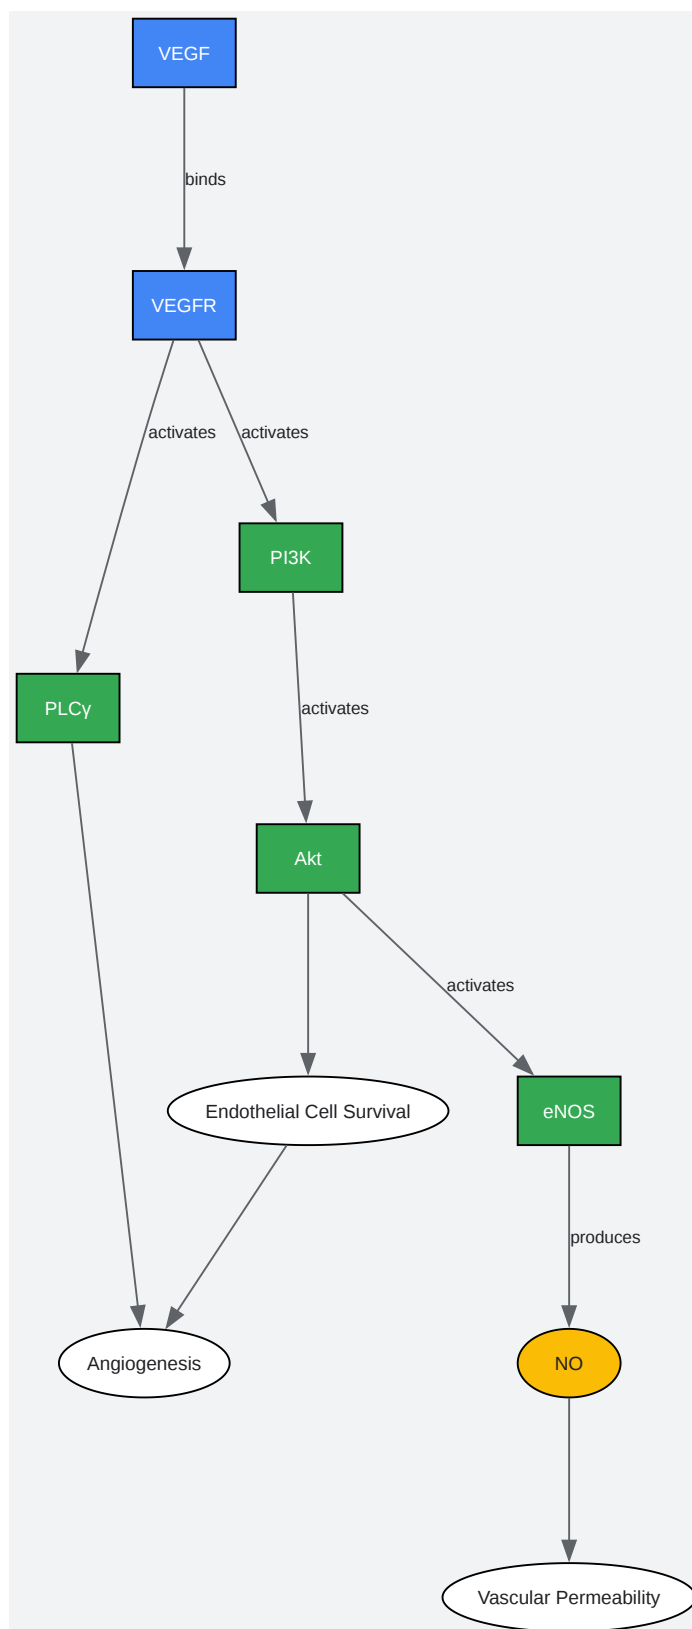 VEGF
binds
VEGFR
activates
activates
PI3K
PLCγ
activates
Akt
activates
Endothelial Cell Survival
eNOS
produces
Angiogenesis
NO
Vascular Permeability